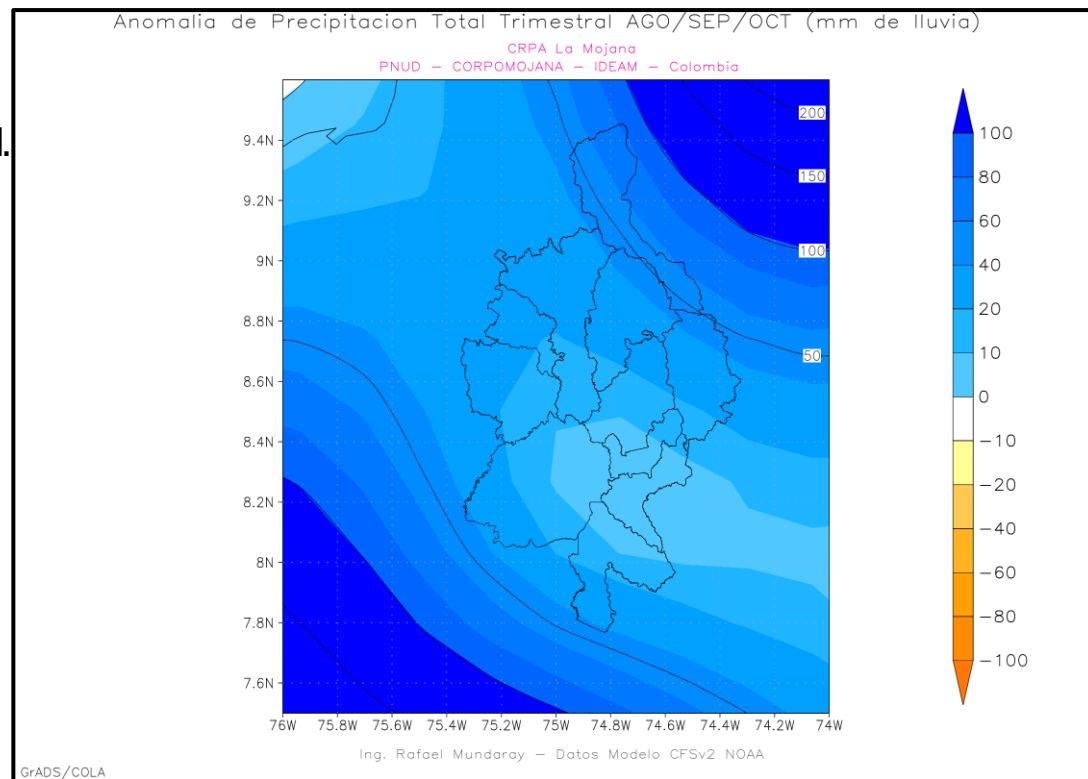 Anomalia de Precipitacion Total Trimestral AGO/SEP/OCT (mm de lluvia)
CRPA La Mojana
PNUD – CORPOMOJANA – IDEAM – Colombia
l.
9.4N
9.2N
9N
8.8N
8.6N
8.4N
8.2N
8N
7.8N
7.6N
200
150
100
50
100
80
60
40
20
10
0
−10
−20
−40
−60
−80
−100
76W 75.8W 75.6W 75.4W 75.2W 75W 74.8W 74.6W 74.4W 74.2W 74W
Ing. Rafael Mundaray – Datos Modelo CFSv2 NOAA
GrADS/COLA